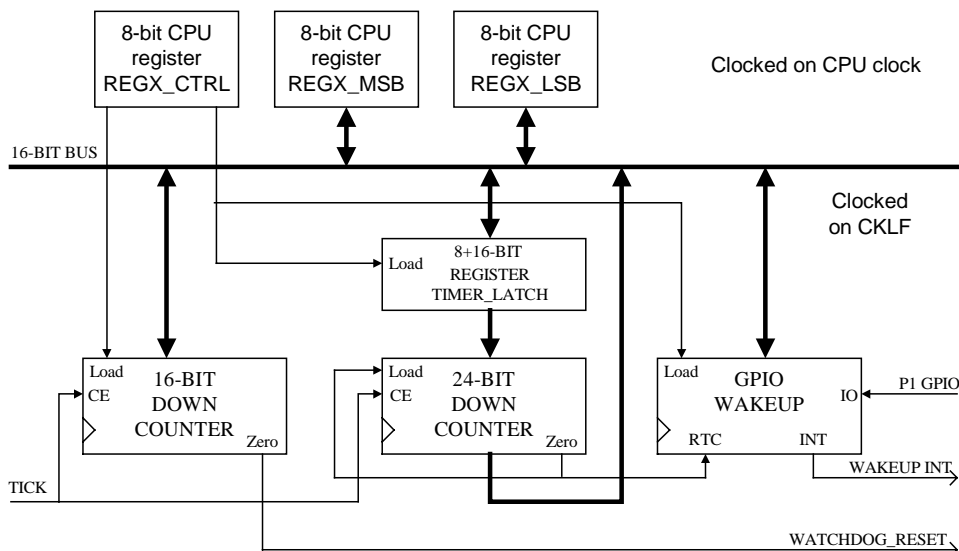 8-bit CPU
register
REGX_CTRL
8-bit CPU
register
REGX_MSB
8-bit CPU
register
REGX_LSB
Clocked on CPU clock
16-BIT BUS
Clocked
on CKLF
Load
8+16-BIT
REGISTER
TIMER_LATCH
Load
CE
16-BIT
DOWN
COUNTER
Zero
Load
CE
24-BIT
DOWN
COUNTER
Zero
Load
GPIO
WAKEUP
IO
RTC
INT
P1 GPIO
WAKEUP INT
TICK
WATCHDOG_RESET